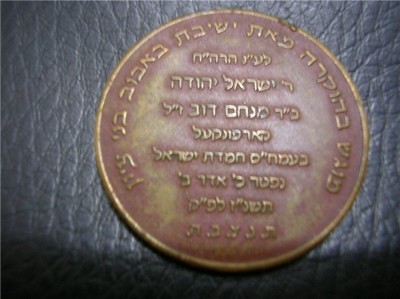 מוגש בהוקרה מאת ישיבת באבוב בני ציון
לע"נ הרה"ח
ר' ישראל יהודה
ב"ר מנחם דוב ז"ל
קארפונקעל
בעמח"ס חמדת ישראל
נפטר כ' אדר ב'
תשנ"ז לפ"ק
ת. נ. צ. ב. ה.